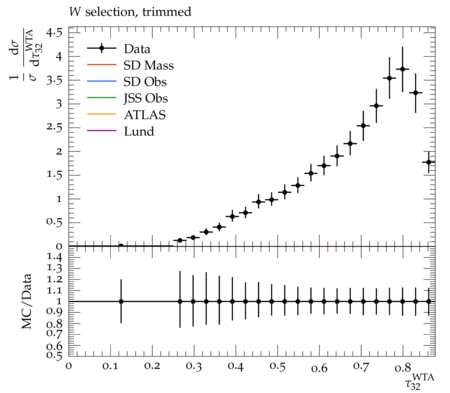 W selection, trimmed
1/σ dσ/dτ₃₂^WTA
4.5
4
3.5
3
2.5
2
1.5
1
0.5
0
Data
SD Mass
SD Obs
JSS Obs
ATLAS
Lund
MC/Data
1.4
1.3
1.2
1.1
1
0.9
0.8
0.7
0.6
0.5
0 0.1 0.2 0.3 0.4 0.5 0.6 0.7 0.8
τ₃₂^WTA